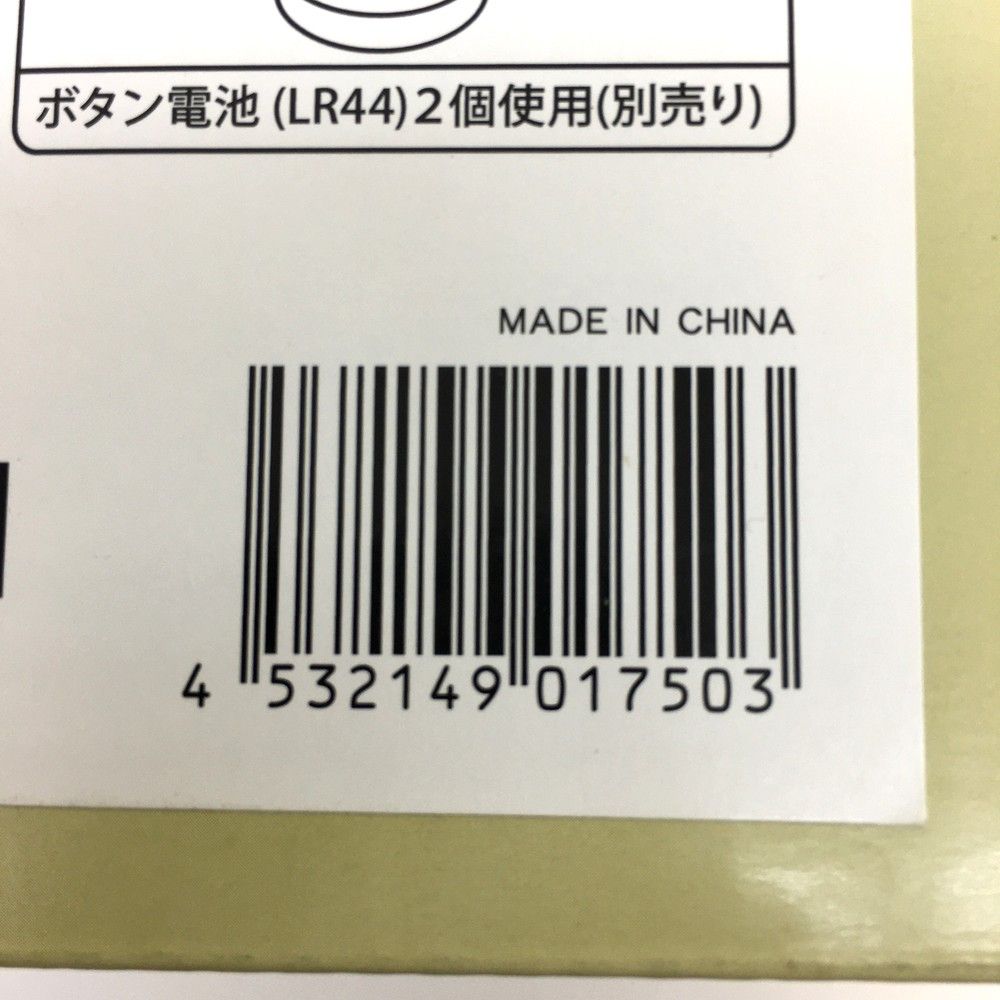 ボタン電池 (LR44)２個使用(別売り)
MADE IN CHINA
4 532149 017503